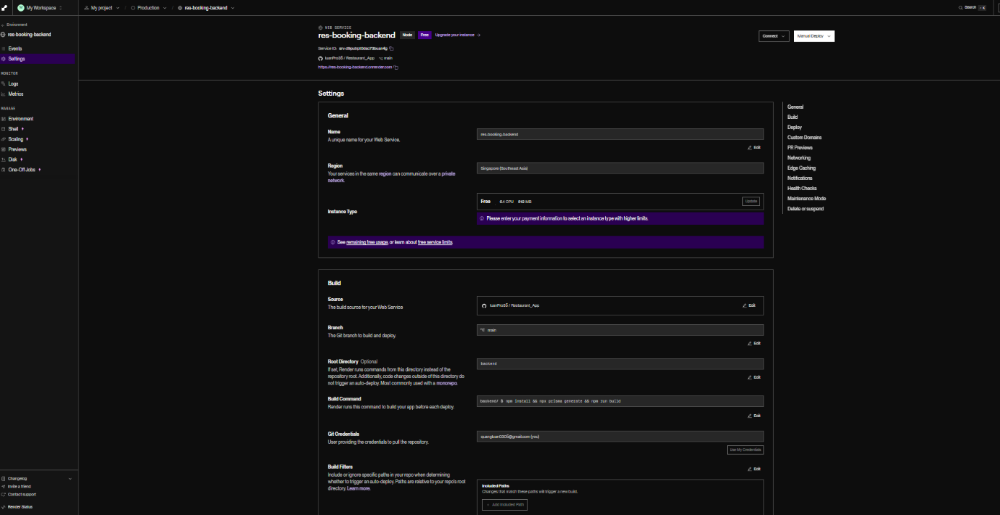 My Workspace
My project / Production / res-booking-backend
Search
K
Environment
res-booking-backend
Events
Settings
MONITOR
Logs
Metrics
MANAGE
Environment
Shell
Scaling
Previews
Disk
One-Off Jobs
Changelog
Invite a friend
Contact support
Render Status
WEB SERVICE
res-booking-backend Node Free Upgrade your instance →
Connect
Manual Deploy
Service ID:
luanPro35 / Restaurant_App main
https://res-booking-backend.onrender.com
Settings
General
Name
A unique name for your Web Service.
res-booking-backend
Edit
Region
Your services in the same region can communicate over a private
network.
Singapore (Southeast Asia)
Instance Type
Free 0.1 CPU 512 MB
Update
Please enter your payment information to select an instance type with higher limits.
See remaining free usage, or learn about free service limits.
Build
Source
The build source for your Web Service
luanPro35 / Restaurant_App
Edit
Branch
The Git branch to build and deploy.
main
Edit
Root Directory Optional
If set, Render runs commands from this directory instead of the
repository root. Additionally, code changes outside of this directory do
not trigger an auto-deploy. Most commonly used with a monorepo.
backend
Edit
Build Command
Render runs this command to build your app before each deploy.
backend/ $ npm install && npx prisma generate && npm run build
Edit
Git Credentials
User providing the credentials to pull the repository.
quangluan0305@gmail.com (you)
Use My Credentials
Build Filters
Include or ignore specific paths in your repo when determining
whether to trigger an auto-deploy. Paths are relative to your repo's root
directory. Learn more.
Edit
Included Paths
Changes that match these paths will trigger a new build.
+ Add Included Path
General
Build
Deploy
Custom Domains
PR Previews
Networking
Edge Caching
Notifications
Health Checks
Maintenance Mode
Delete or suspend